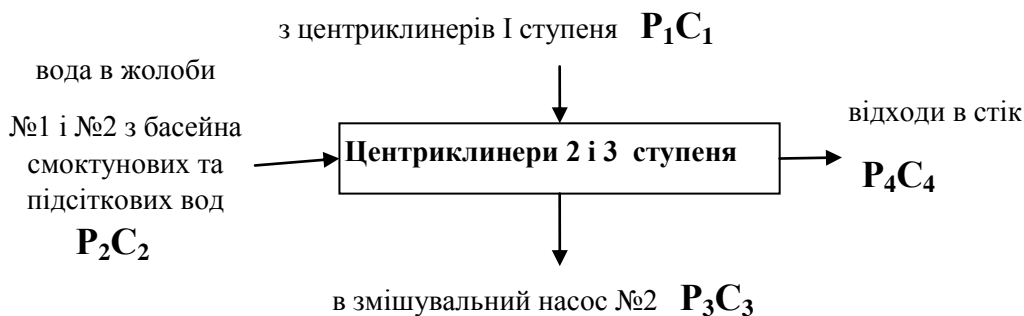 з центриклинерів І ступеня P₁C₁
вода в жолоби
№1 і №2 з басейна
смоктунових та
підсіткових вод
P₂C₂
Центриклинери 2 і 3 ступеня
відходи в стік
P₄C₄
в змішувальний насос №2 P₃C₃